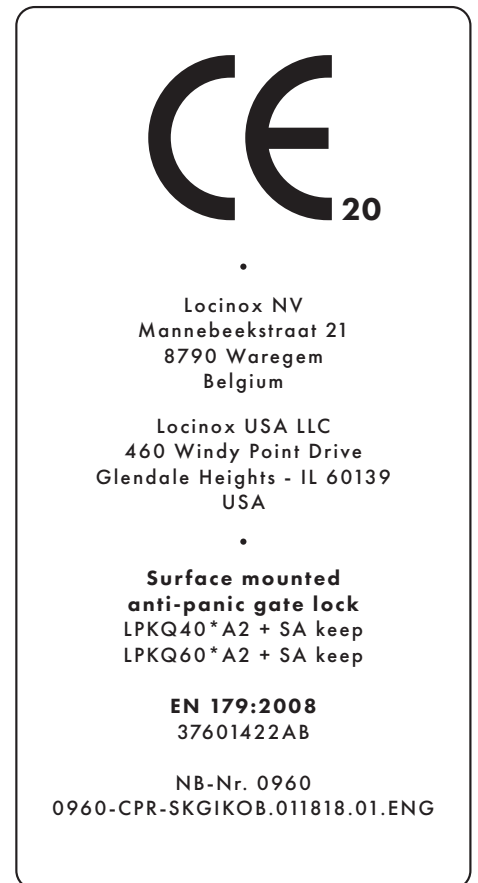 CE 20
•
Locinox NV
Mannebeekstraat 21
8790 Waregem
Belgium
Locinox USA LLC
460 Windy Point Drive
Glendale Heights - IL 60139
USA
•
Surface mounted
anti-panic gate lock
LPKQ40*A2 + SA keep
LPKQ60*A2 + SA keep
EN 179:2008
37601422AB
NB-Nr. 0960
0960-CPR-SKGIKOB.011818.01.ENG